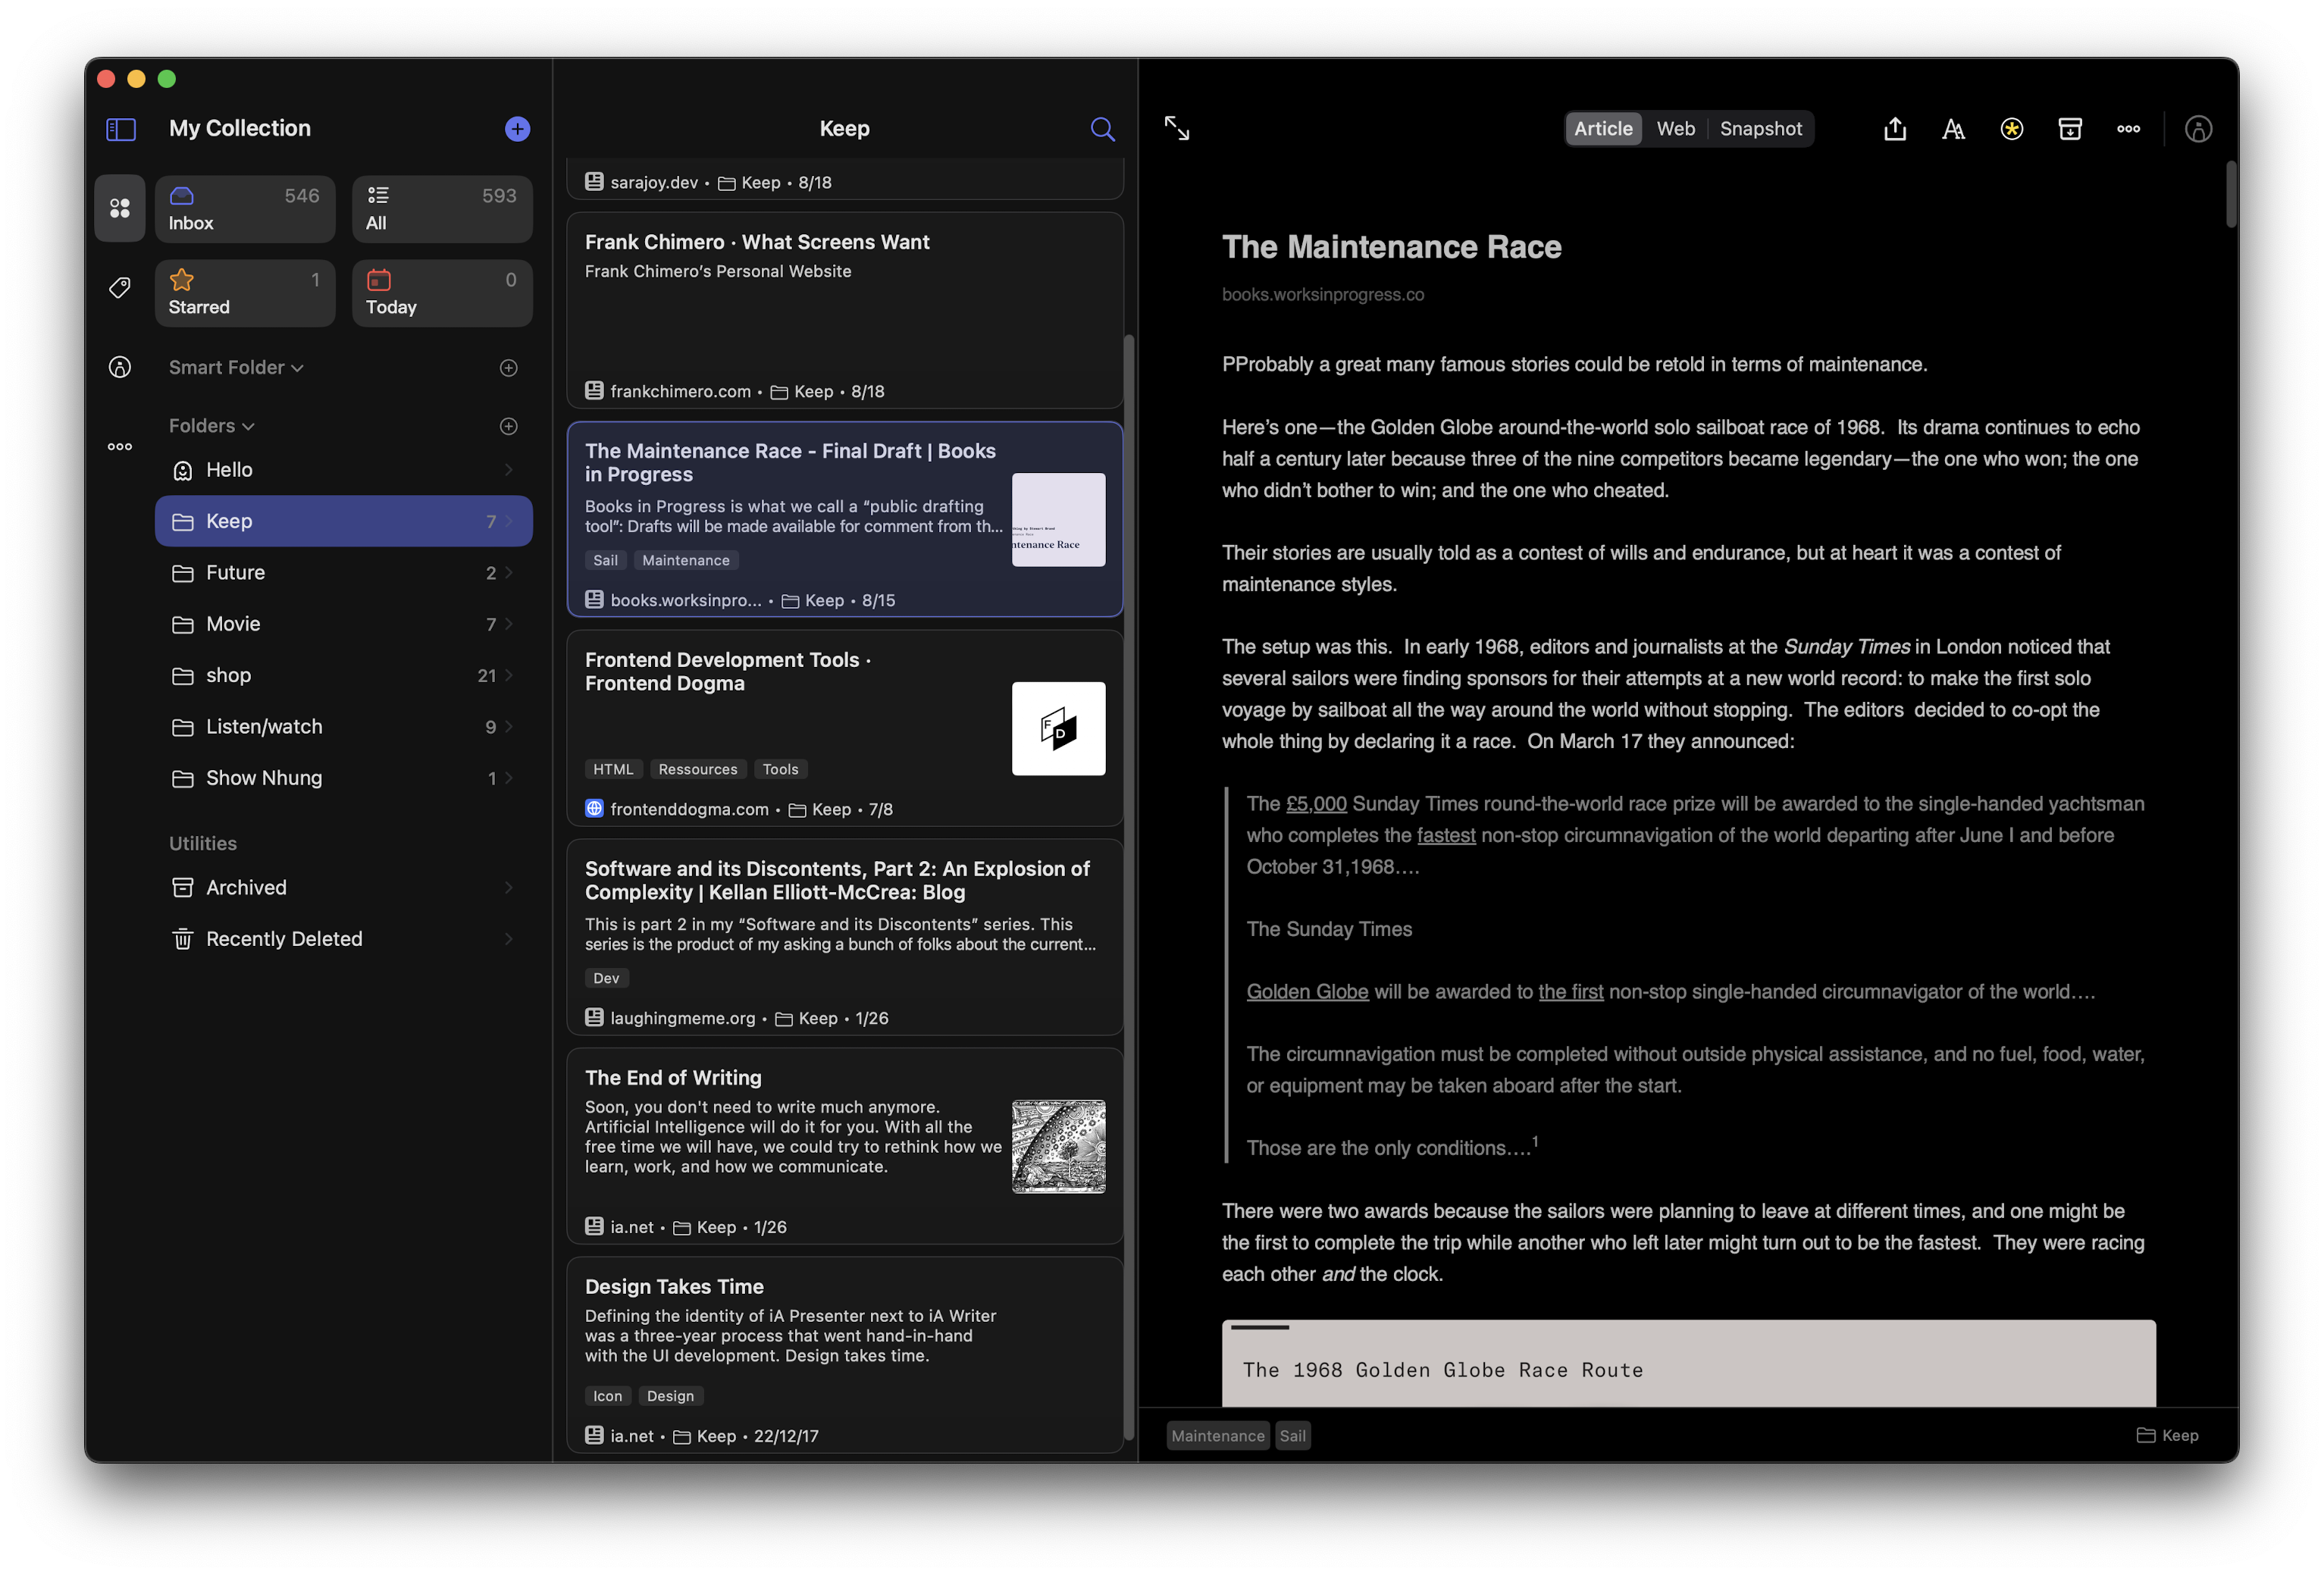 My Collection
Inbox 546
All 593
Starred 1
Today 0
Smart Folder
Folders
Hello
Keep 7
Future 2
Movie 7
shop 21
Listen/watch 9
Show Nhung 1
Utilities
Archived
Recently Deleted
Keep
sarajoy.dev • Keep • 8/18
Frank Chimero · What Screens Want
Frank Chimero’s Personal Website
frankchimero.com • Keep • 8/18
The Maintenance Race - Final Draft | Books
in Progress
Books in Progress is what we call a “public drafting
tool”: Drafts will be made available for comment from th...
Sail Maintenance
ntenance Race
books.worksinpro... • Keep • 8/15
Frontend Development Tools ·
Frontend Dogma
F
D
HTML Ressources Tools
frontenddogma.com • Keep • 7/8
Software and its Discontents, Part 2: An Explosion of
Complexity | Kellan Elliott-McCrea: Blog
This is part 2 in my “Software and its Discontents” series. This
series is the product of my asking a bunch of folks about the current...
Dev
laughingmeme.org • Keep • 1/26
The End of Writing
Soon, you don't need to write much anymore.
Artificial Intelligence will do it for you. With all the
free time we will have, we could try to rethink how we
learn, work, and how we communicate.
ia.net • Keep • 1/26
Design Takes Time
Defining the identity of iA Presenter next to iA Writer
was a three-year process that went hand-in-hand
with the UI development. Design takes time.
Icon Design
ia.net • Keep • 22/12/17
Article Web Snapshot
AA
The Maintenance Race
books.worksinprogress.co
PProbably a great many famous stories could be retold in terms of maintenance.
Here’s one—the Golden Globe around-the-world solo sailboat race of 1968.  Its drama continues to echo
half a century later because three of the nine competitors became legendary—the one who won; the one
who didn’t bother to win; and the one who cheated.
Their stories are usually told as a contest of wills and endurance, but at heart it was a contest of
maintenance styles.
The setup was this.  In early 1968, editors and journalists at the Sunday Times in London noticed that
several sailors were finding sponsors for their attempts at a new world record: to make the first solo
voyage by sailboat all the way around the world without stopping.  The editors  decided to co-opt the
whole thing by declaring it a race.  On March 17 they announced:
The £5,000 Sunday Times round-the-world race prize will be awarded to the single-handed yachtsman
who completes the fastest non-stop circumnavigation of the world departing after June I and before
October 31,1968….
The Sunday Times
Golden Globe will be awarded to the first non-stop single-handed circumnavigator of the world….
The circumnavigation must be completed without outside physical assistance, and no fuel, food, water,
or equipment may be taken aboard after the start.
Those are the only conditions….1
There were two awards because the sailors were planning to leave at different times, and one might be
the first to complete the trip while another who left later might turn out to be the fastest.  They were racing
each other and the clock.
The 1968 Golden Globe Race Route
Maintenance Sail
Keep